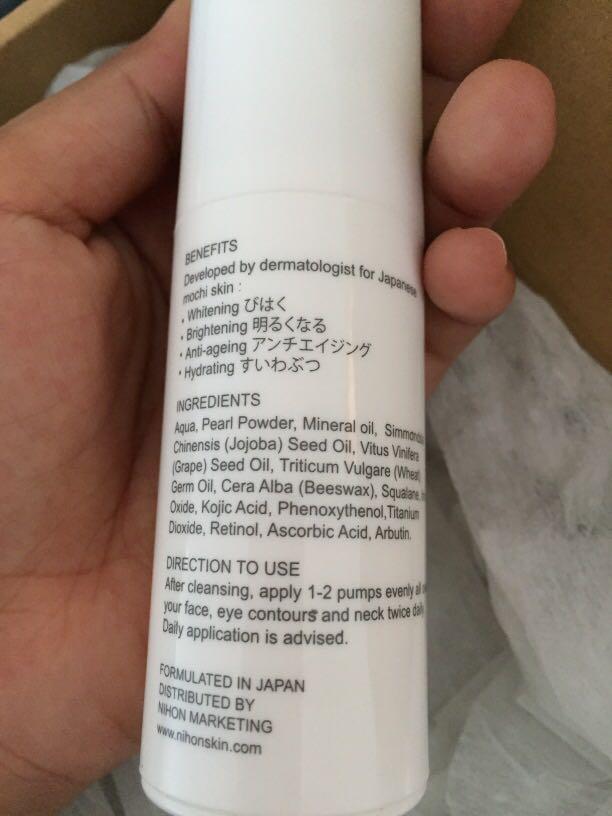 BENEFITS
Developed by dermatologist for Japanese
mochi skin :
• Whitening びはく
• Brightening 明るくなる
• Anti-ageing アンチエイジング
• Hydrating すいわぶつ
INGREDIENTS
Aqua, Pearl Powder, Mineral oil,
Chinensis (Jojoba) Seed Oil, Vitus Vinifera
(Grape) Seed Oil, Triticum Vulgare (Wheat)
Germ Oil, Cera Alba (Beeswax), Squalane,
Oxide, Kojic Acid, Phenoxythenol,Titanium
Dioxide, Retinol, Ascorbic Acid, Arbutin.
DIRECTION TO USE
After cleansing, apply 1-2 pumps evenly all
your face, eye contours and neck twice daily.
Daily application is advised.
FORMULATED IN JAPAN
DISTRIBUTED BY
NIHON MARKETING
www.nihonskin.com